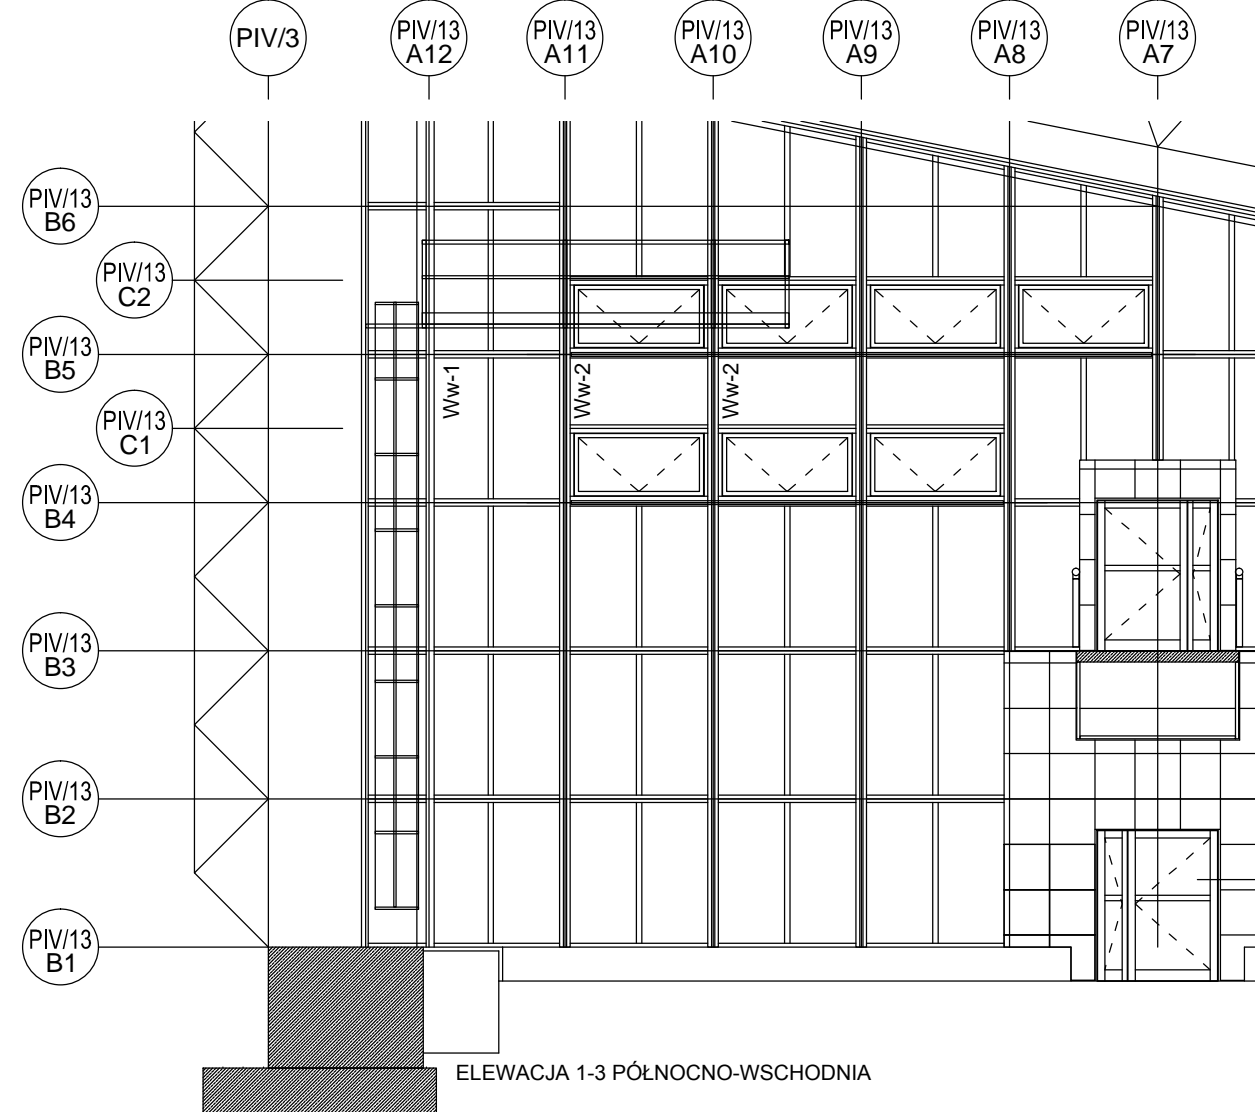 PIV/3
PIV/13
A12
PIV/13
A11
PIV/13
A10
PIV/13
A9
PIV/13
A8
PIV/13
A7
PIV/13
B6
PIV/13
C2
PIV/13
B5
Ww-1
Ww-2
Ww-2
PIV/13
C1
PIV/13
B4
PIV/13
B3
PIV/13
B2
PIV/13
B1
ELEWACJA 1-3 PÓŁNOCNO-WSCHODNIA